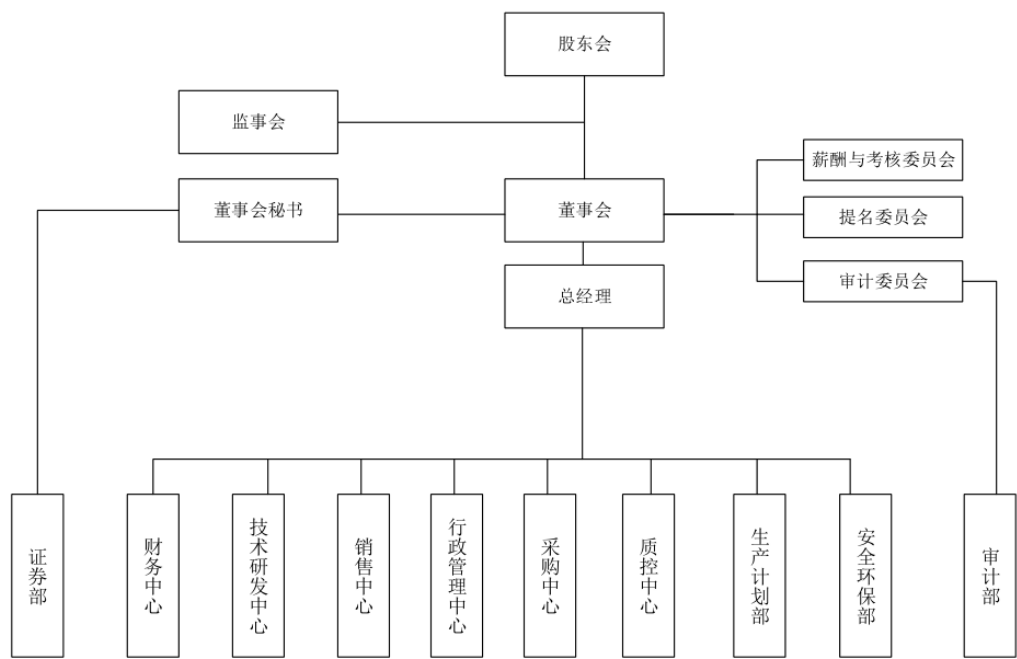 股东会
监事会
薪酬与考核委员会
董事会秘书
董事会
提名委员会
审计委员会
总经理
证券部
财务中心
技术研发中心
销售中心
行政管理中心
采购中心
质控中心
生产计划部
安全环保部
审计部